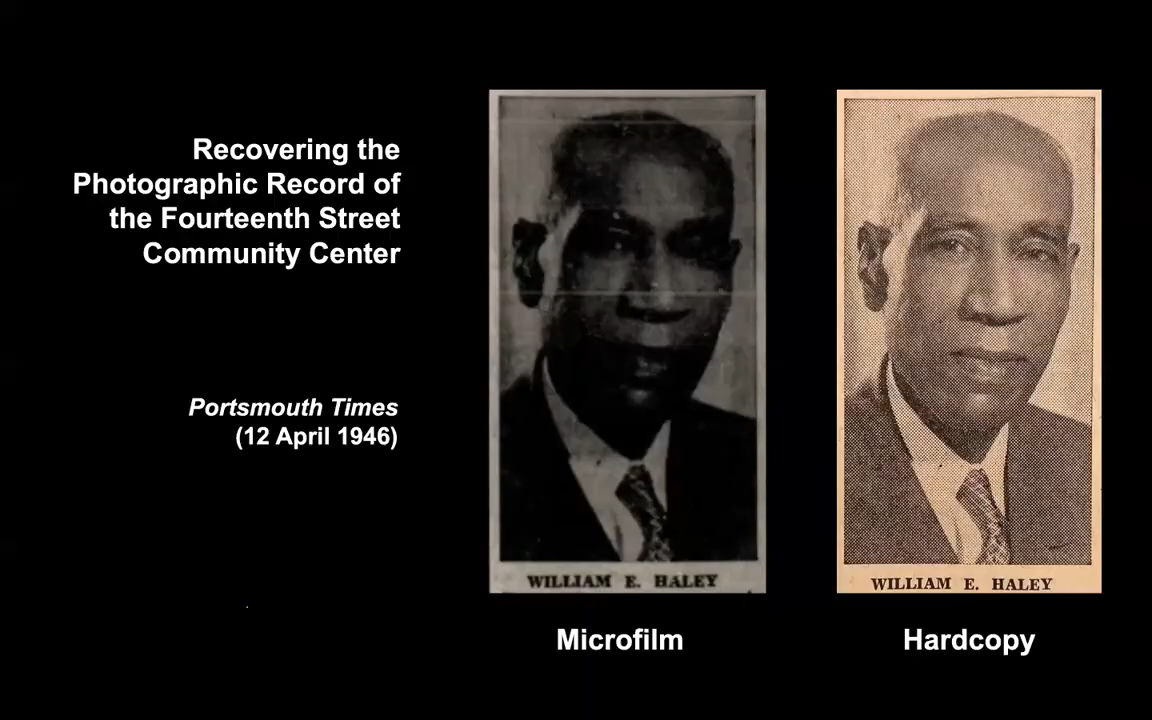 Recovering the
Photographic Record of
the Fourteenth Street
Community Center
Portsmouth Times
(12 April 1946)
WILLIAM E. HALEY
WILLIAM E. HALEY
Microfilm
Hardcopy